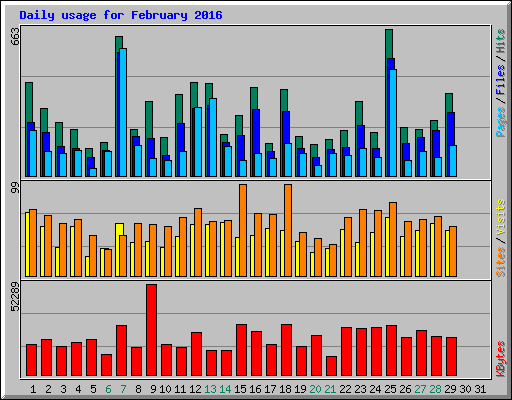 Daily usage for February 2016
663
Pages / Files / Hits
99
Sites / Visits
52289
KBytes
1 2 3 4 5 6 7 8 9 10 11 12 13 14 15 16 17 18 19 20 21 22 23 24 25 26 27 28 29 30 31